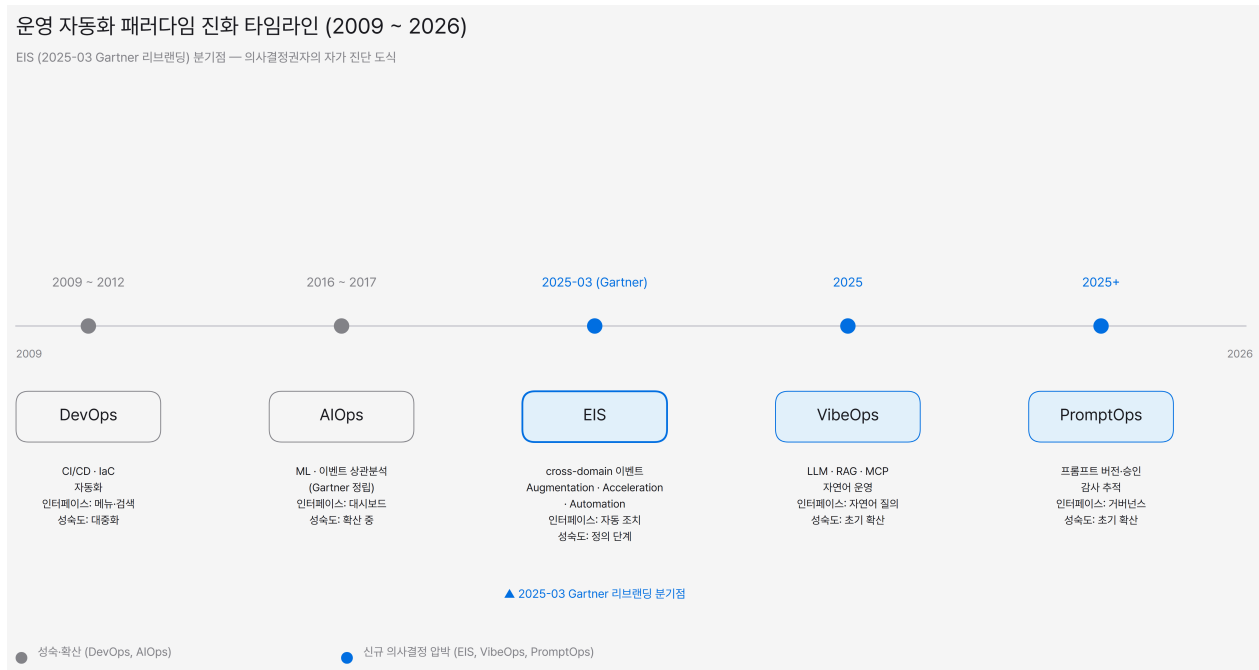 운영 자동화 패러다임 진화 타임라인 (2009 ~ 2026)
EIS (2025-03 Gartner 리브랜딩) 분기점 — 의사결정권자의 자가 진단 도식
2009 ~ 2012
2016 ~ 2017
2025-03 (Gartner)
2025
2025+
2009
2026
DevOps
AIOps
EIS
VibeOps
PromptOps
CI/CD · IaC
자동화
인터페이스: 메뉴·검색
성숙도: 대중화
ML · 이벤트 상관분석
(Gartner 정립)
인터페이스: 대시보드
성숙도: 확산 중
cross-domain 이벤트
Augmentation · Acceleration
· Automation
인터페이스: 자동 조치
성숙도: 정의 단계
LLM · RAG · MCP
자연어 운영
인터페이스: 자연어 질의
성숙도: 초기 확산
프롬프트 버전·승인
감사 추적
인터페이스: 거버넌스
성숙도: 초기 확산
▲ 2025-03 Gartner 리브랜딩 분기점
성숙·확산 (DevOps, AIOps)
신규 의사결정 압박 (EIS, VibeOps, PromptOps)